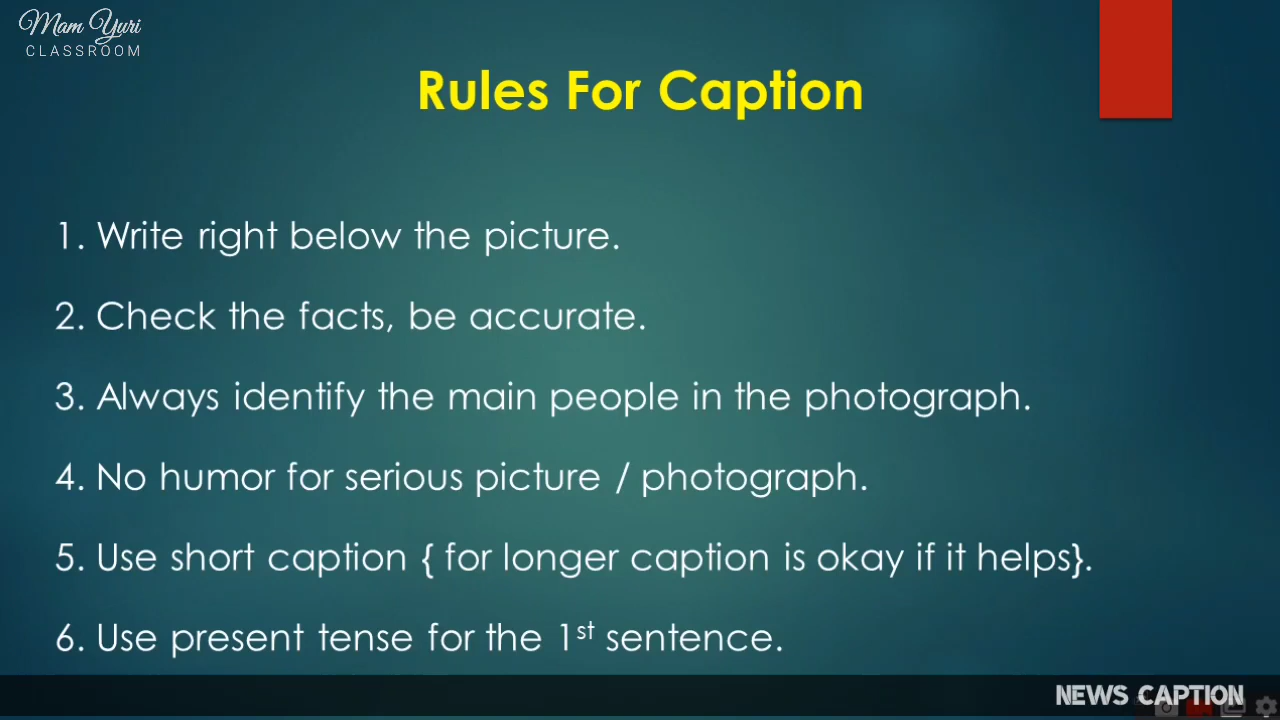 Mam Yuri
CLASSROOM
Rules For Caption
1. Write right below the picture.
2. Check the facts, be accurate.
3. Always identify the main people in the photograph.
4. No humor for serious picture / photograph.
5. Use short caption { for longer caption is okay if it helps}.
6. Use present tense for the 1st sentence.
NEWS CAPTION